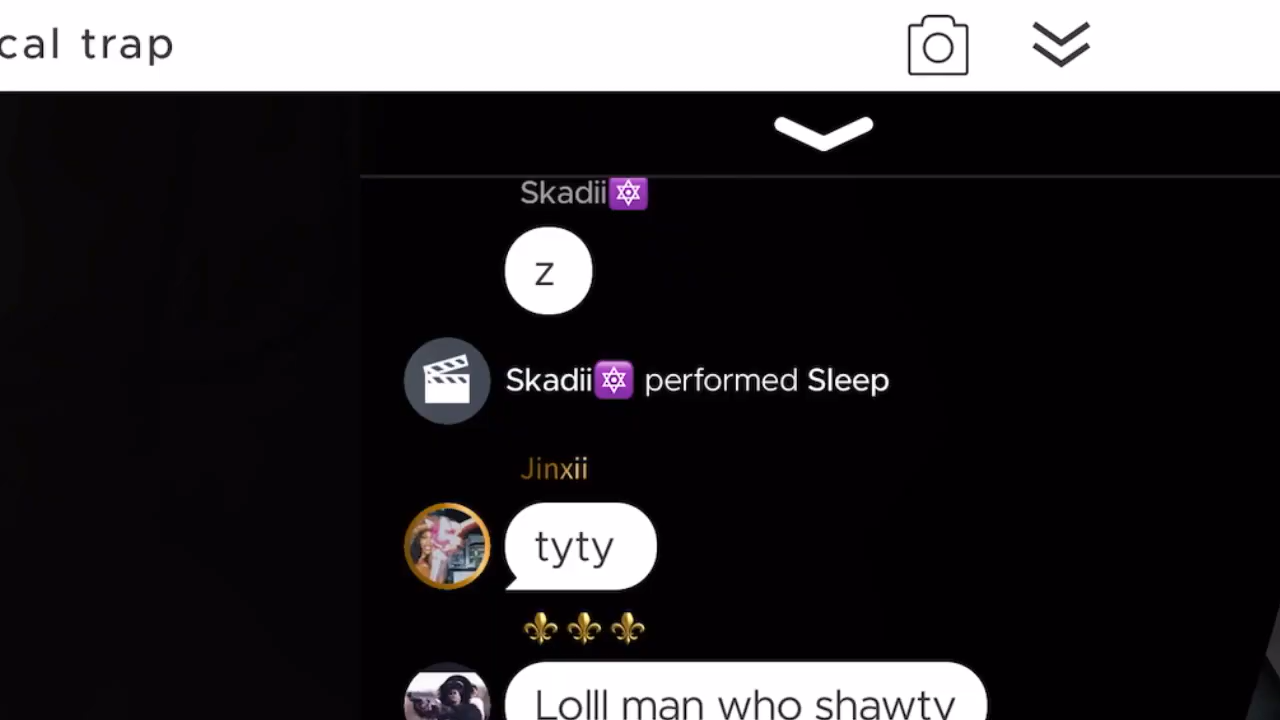 cal trap
Skadii🔯
z
Skadii🔯 performed Sleep
Jinxii
tyty
⚜️⚜️⚜️
Lolll man who shawty